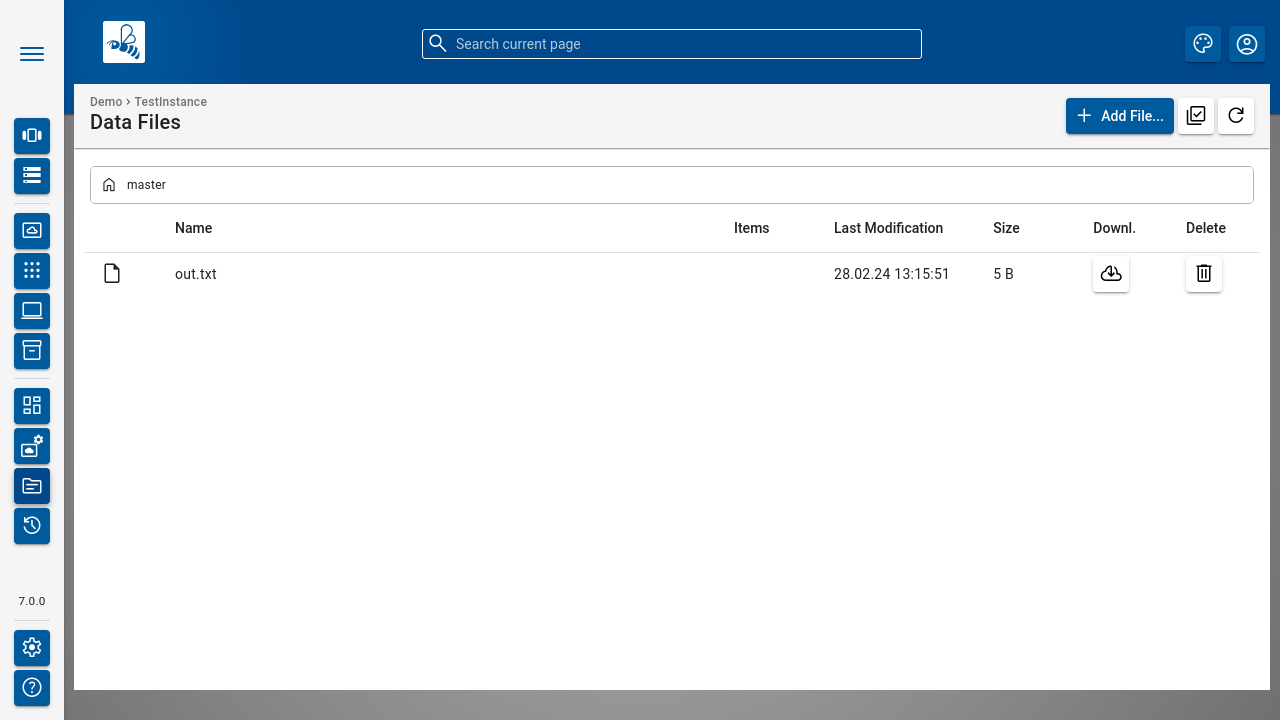 Search current page
Demo › TestInstance
Data Files
Add File...
master
Name Items Last Modification Size Downl. Delete
out.txt 28.02.24 13:15:51 5 B
7.0.0